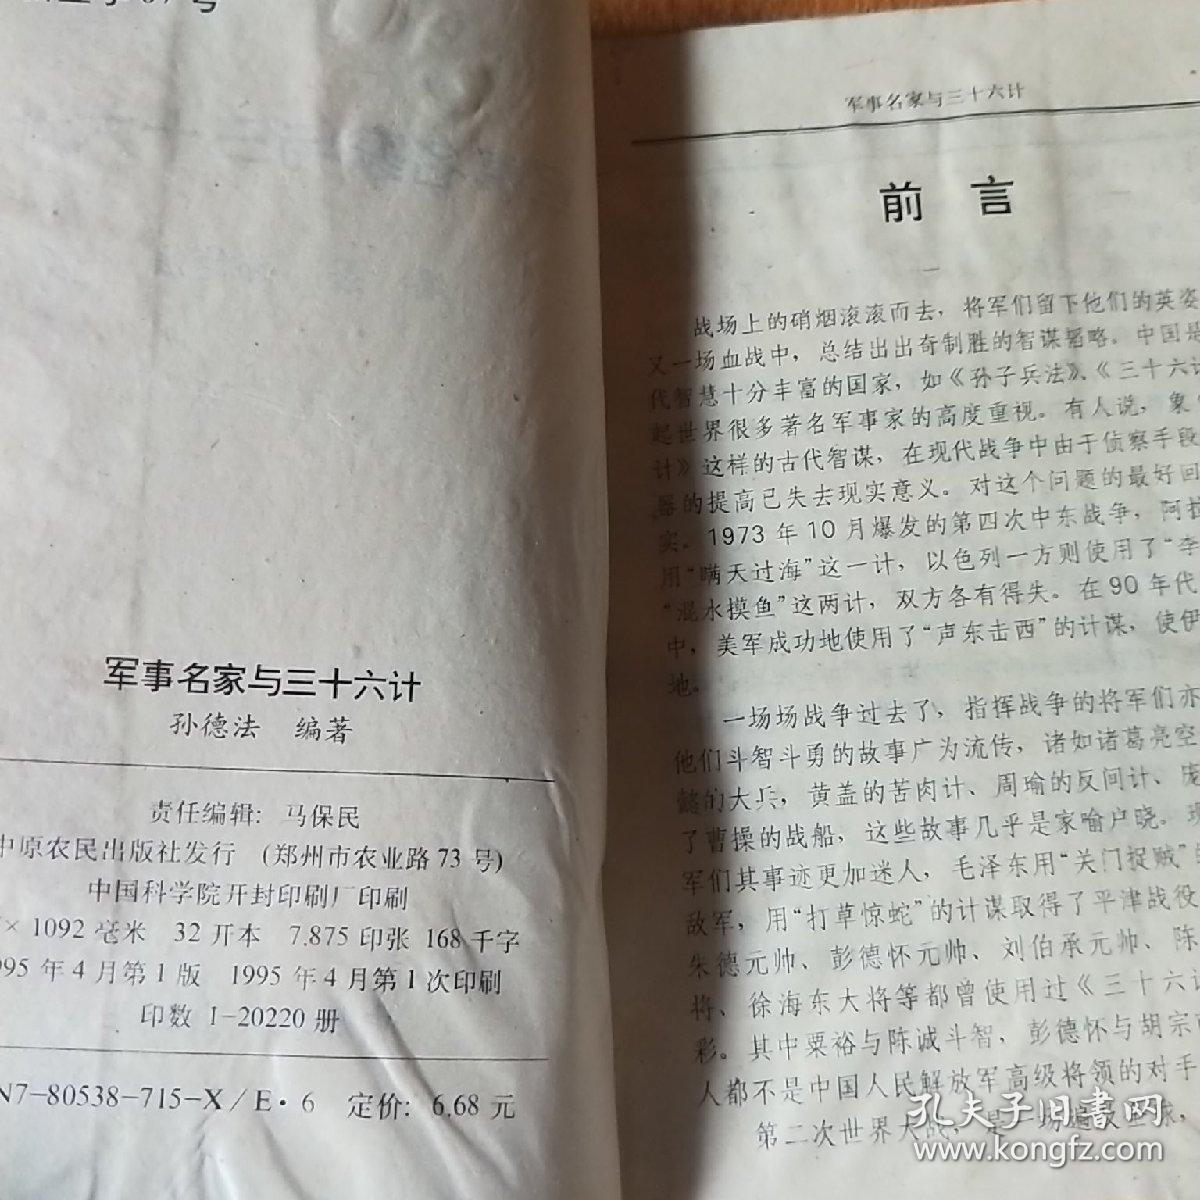 军事名家与三十六计
孙德法 编著
责任编辑: 马保民
中原农民出版社发行 (郑州市农业路73号)
中国科学院开封印刷厂印刷
×1092毫米 32开本 7.875印张 168千字
95年4月第1版 1995年4月第1次印刷
印数 1-20220册
N7-80538-715-X/E·6 定价: 6.68元
军事名家与三十六计
前言
一
战场上的硝烟滚滚而去，将军们留下他们的英姿
又一场血战中，总结出出奇制胜的智谋韬略。中国是
代智慧十分丰富的国家，如《孙子兵法》、《三十六计
起世界很多著名军事家的高度重视。有人说，象
计》这样的古代智谋，在现代战争中由于侦察手段
器的提高已失去现实意义。对这个问题的最好回
实。1973年10月爆发的第四次中东战争，阿拉
用“瞒天过海”这一计，以色列一方则使用了“李
“混水摸鱼”这两计，双方各有得失。在90年代
中，美军成功地使用了“声东击西”的计谋，使伊
地。
一场场战争过去了，指挥战争的将军们亦
他们斗智斗勇的故事广为流传，诸如诸葛亮空
懿的大兵，黄盖的苦肉计、周瑜的反间计、庞
了曹操的战船，这些故事几乎是家喻户晓。现
军们其事迹更加迷人，毛泽东用“关门捉贼”的
敌军，用“打草惊蛇”的计谋取得了平津战役
朱德元帅、彭德怀元帅、刘伯承元帅、陈
将、徐海东大将等都曾使用过《三十六计
彩。其中粟裕与陈诚斗智，彭德怀与胡宗南
人都不是中国人民解放军高级将领的对手
第二次世界大战，是一场遍及全球，
孔夫子旧书网
www.kongfz.com